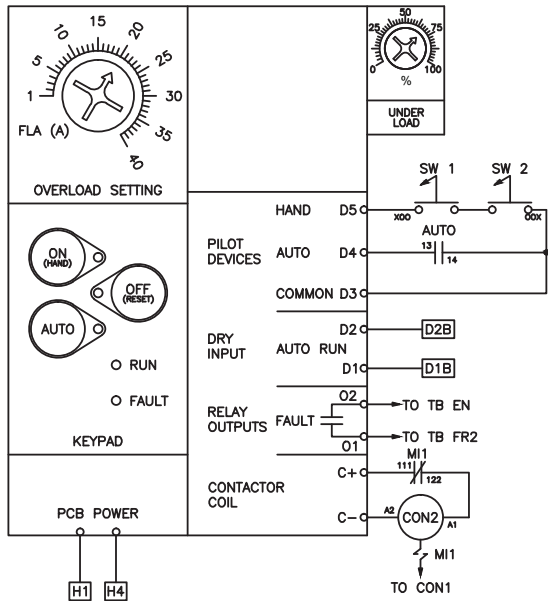 15
10
20
5
25
1
30
FLA (A)
35
40
OVERLOAD SETTING
50
25
75
0
100
%
UNDER
LOAD
SW 1
SW 2
HAND D5
XOO
OOX
AUTO
PILOT
DEVICES
AUTO D4
13
14
COMMON D3
ON
(HAND)
OFF
(RESET)
AUTO
RUN
FAULT
KEYPAD
DRY
INPUT
AUTO RUN
D2
D2B
D1
D1B
RELAY
OUTPUTS
FAULT
O2
TO TB EN
O1
TO TB FR2
CONTACTOR
COIL
C+
MI1
111
122
C-
A2
CON2
A1
MI1
TO CON1
PCB POWER
H1
H4